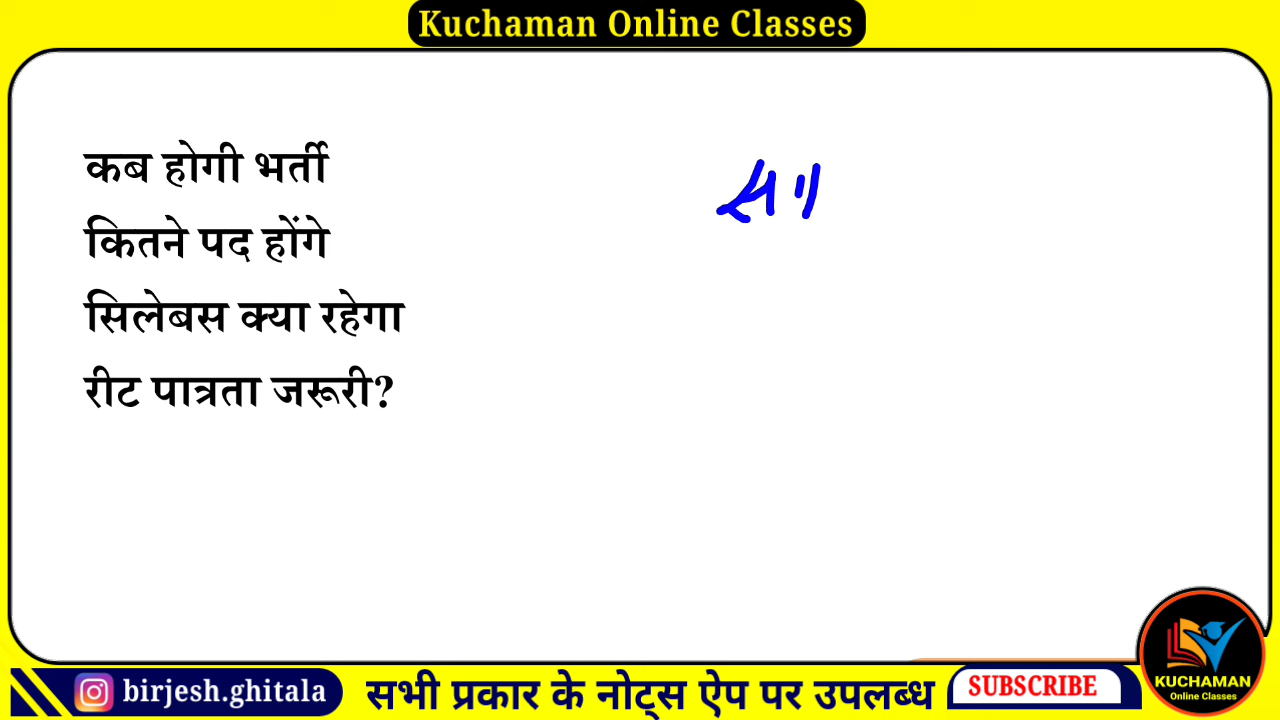 Kuchaman Online Classes
कब होगी भर्ती
कितने पद होंगे
सिलेबस क्या रहेगा
रीट पात्रता जरूरी?
birjesh.ghitala
सभी प्रकार के नोट्स ऐप पर उपलब्ध
SUBSCRIBE
KUCHAMAN
Online Classes